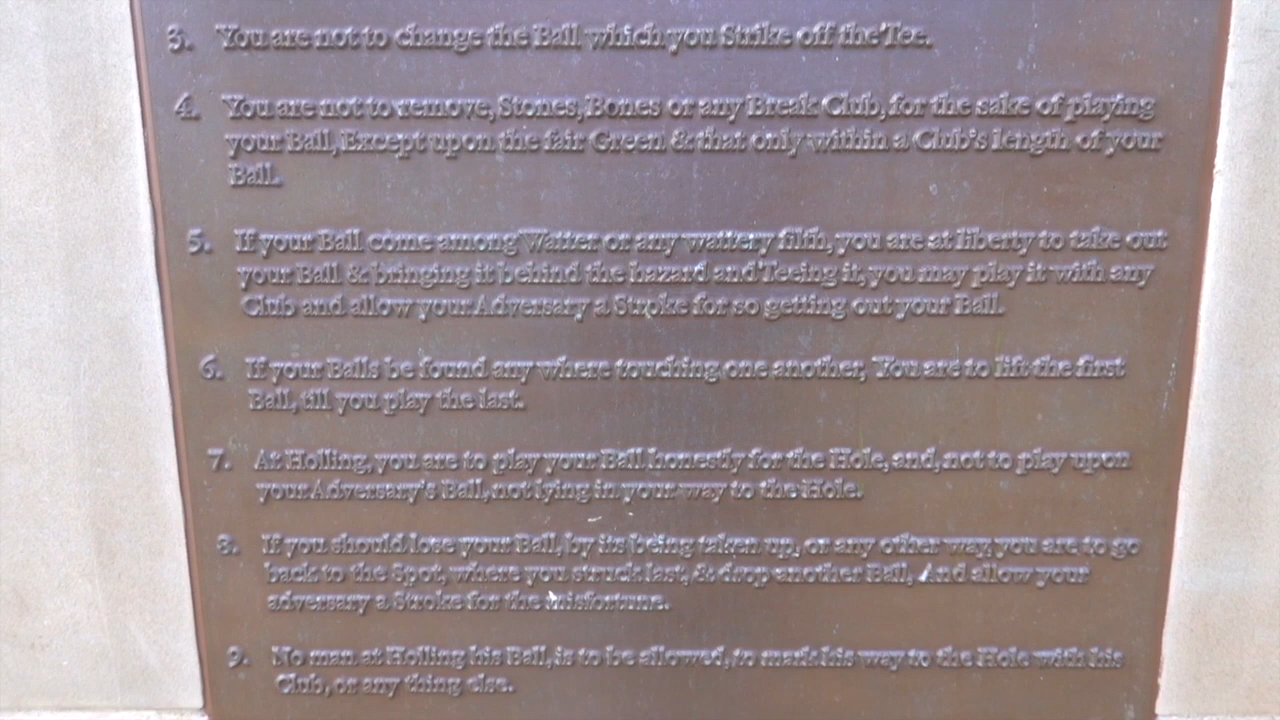 3. You are not to change the Ball which you Strike off the Tee.
4. You are not to remove, Stones, Bones or any Break Club, for the sake of playing
your Ball, Except upon the fair Green & that only within a Club's length of your
Ball.
5. If your Ball come among Watter or any wattery filth, you are at liberty to take out
your Ball & bringing it behind the hazard and Teeing it, you may play it with any
Club and allow your Adversary a Stroke for so getting out your Ball.
6. If your Balls be found any where touching one another, You are to lift the first
Ball, till you play the last.
7. At Holling, you are to play your Ball honestly for the Hole, and, not to play upon
your Adversary's Ball, not lying in your way to the Hole.
8. If you should lose your Ball, by its being taken up, or any other way, you are to go
back to the Spot, where you struck last, & drop another Ball, And allow your
adversary a Stroke for the misfortune.
9. No man at Holling his Ball, is to be allowed, to mark his way to the Hole with his
Club, or any thing else.